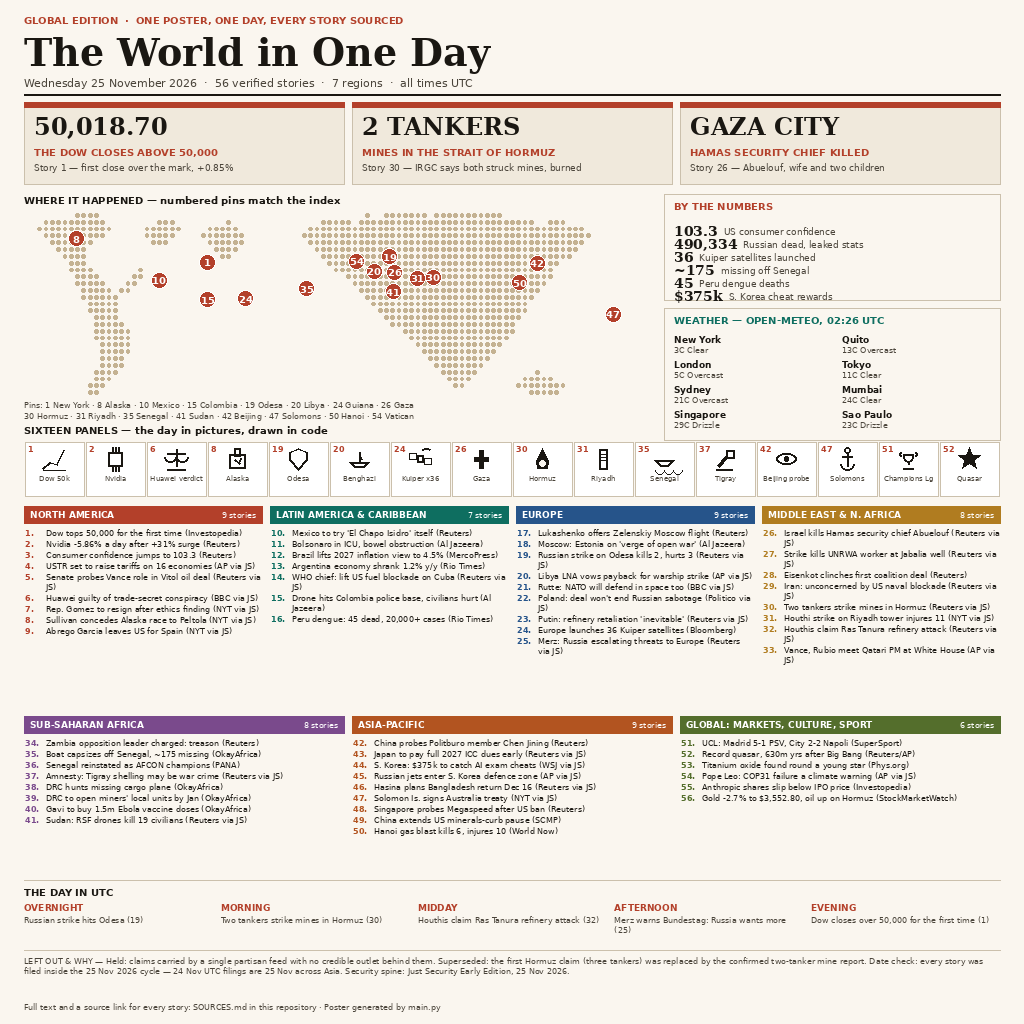 GLOBAL EDITION · ONE POSTER, ONE DAY, EVERY STORY SOURCED
The World in One Day
Wednesday 25 November 2026 · 56 verified stories · 7 regions · all times UTC
50,018.70
THE DOW CLOSES ABOVE 50,000
Story 1 — first close over the mark, +0.85%
2 TANKERS
MINES IN THE STRAIT OF HORMUZ
Story 30 — IRGC says both struck mines, burned
GAZA CITY
HAMAS SECURITY CHIEF KILLED
Story 26 — Abuelouf, wife and two children
WHERE IT HAPPENED — numbered pins match the index
8
1
10
15
24
35
54
19
20
26
31
30
41
42
50
47
Pins: 1 New York · 8 Alaska · 10 Mexico · 15 Colombia · 19 Odesa · 20 Libya · 24 Guiana · 26 Gaza
30 Hormuz · 31 Riyadh · 35 Senegal · 41 Sudan · 42 Beijing · 47 Solomons · 50 Hanoi · 54 Vatican
BY THE NUMBERS
103.3 US consumer confidence
490,334 Russian dead, leaked stats
36 Kuiper satellites launched
~175 missing off Senegal
45 Peru dengue deaths
$375k S. Korea cheat rewards
WEATHER — OPEN-METEO, 02:26 UTC
New York
3C Clear
Quito
13C Overcast
London
5C Overcast
Tokyo
11C Clear
Sydney
21C Overcast
Mumbai
24C Clear
Singapore
29C Drizzle
Sao Paulo
23C Drizzle
SIXTEEN PANELS — the day in pictures, drawn in code
1
Dow 50k
2
Nvidia
6
Huawei verdict
8
Alaska
19
Odesa
20
Benghazi
24
Kuiper x36
26
Gaza
30
Hormuz
31
Riyadh
35
Senegal
37
Tigray
42
Beijing probe
47
Solomons
51
Champions Lg
52
Quasar
NORTH AMERICA 9 stories
1. Dow tops 50,000 for the first time (Investopedia)
2. Nvidia -5.86% a day after +31% surge (Reuters)
3. Consumer confidence jumps to 103.3 (Reuters)
4. USTR set to raise tariffs on 16 economies (AP via JS)
5. Senate probes Vance role in Vitol oil deal (Reuters via
JS)
6. Huawei guilty of trade-secret conspiracy (BBC via JS)
7. Rep. Gomez to resign after ethics finding (NYT via JS)
8. Sullivan concedes Alaska race to Peltola (NYT via JS)
9. Abrego Garcia leaves US for Spain (NYT via JS)
LATIN AMERICA & CARIBBEAN 7 stories
10. Mexico to try 'El Chapo Isidro' itself (Reuters)
11. Bolsonaro in ICU, bowel obstruction (Al Jazeera)
12. Brazil lifts 2027 inflation view to 4.5% (MercoPress)
13. Argentina economy shrank 1.2% y/y (Rio Times)
14. WHO chief: lift US fuel blockade on Cuba (Reuters via
JS)
15. Drone hits Colombia police base, civilians hurt (Al
Jazeera)
16. Peru dengue: 45 dead, 20,000+ cases (Rio Times)
EUROPE 9 stories
17. Lukashenko offers Zelenskiy Moscow flight (Reuters)
18. Moscow: Estonia on 'verge of open war' (Al Jazeera)
19. Russian strike on Odesa kills 2, hurts 3 (Reuters via
JS)
20. Libya LNA vows payback for warship strike (AP via JS)
21. Rutte: NATO will defend in space too (BBC via JS)
22. Poland: deal won't end Russian sabotage (Politico via
JS)
23. Putin: refinery retaliation 'inevitable' (Reuters via JS)
24. Europe launches 36 Kuiper satellites (Bloomberg)
25. Merz: Russia escalating threats to Europe (Reuters
via JS)
MIDDLE EAST & N. AFRICA 8 stories
26. Israel kills Hamas security chief Abuelouf (Reuters via
JS)
27. Strike kills UNRWA worker at Jabalia well (Reuters via
JS)
28. Eisenkot clinches first coalition deal (Reuters)
29. Iran: unconcerned by US naval blockade (Reuters via
JS)
30. Two tankers strike mines in Hormuz (Reuters via JS)
31. Houthi strike on Riyadh tower injures 11 (NYT via JS)
32. Houthis claim Ras Tanura refinery attack (Reuters via
JS)
33. Vance, Rubio meet Qatari PM at White House (AP via
JS)
SUB-SAHARAN AFRICA 8 stories
34. Zambia opposition leader charged: treason (Reuters)
35. Boat capsizes off Senegal, ~175 missing (OkayAfrica)
36. Senegal reinstated as AFCON champions (PANA)
37. Amnesty: Tigray shelling may be war crime (Reuters via JS)
38. DRC hunts missing cargo plane (OkayAfrica)
39. DRC to open miners' local units by Jan (OkayAfrica)
40. Gavi to buy 1.5m Ebola vaccine doses (OkayAfrica)
41. Sudan: RSF drones kill 19 civilians (Reuters via JS)
ASIA-PACIFIC 9 stories
42. China probes Politburo member Chen Jining (Reuters)
43. Japan to pay full 2027 ICC dues early (Reuters via JS)
44. S. Korea: $375k to catch AI exam cheats (WSJ via JS)
45. Russian jets enter S. Korea defence zone (AP via JS)
46. Hasina plans Bangladesh return Dec 16 (Reuters via JS)
47. Solomon Is. signs Australia treaty (NYT via JS)
48. Singapore probes Megaspeed after US ban (Reuters)
49. China extends US minerals-curb pause (SCMP)
50. Hanoi gas blast kills 6, injures 10 (World Now)
GLOBAL: MARKETS, CULTURE, SPORT 6 stories
51. UCL: Madrid 5-1 PSV, City 2-2 Napoli (SuperSport)
52. Record quasar, 630m yrs after Big Bang (Reuters/AP)
53. Titanium oxide found round a young star (Phys.org)
54. Pope Leo: COP31 failure a climate warning (AP via JS)
55. Anthropic shares slip below IPO price (Investopedia)
56. Gold -2.7% to $3,552.80, oil up on Hormuz (StockMarketWatch)
THE DAY IN UTC
OVERNIGHT
Russian strike hits Odesa (19)
MORNING
Two tankers strike mines in Hormuz (30)
MIDDAY
Houthis claim Ras Tanura refinery attack (32)
AFTERNOON
Merz warns Bundestag: Russia wants more
(25)
EVENING
Dow closes over 50,000 for the first time (1)
LEFT OUT & WHY — Held: claims carried by a single partisan feed with no credible outlet behind them. Superseded: the first Hormuz claim (three tankers) was replaced by the confirmed two-tanker mine report. Date check: every story was
filed inside the 25 Nov 2026 cycle — 24 Nov UTC filings are 25 Nov across Asia. Security spine: Just Security Early Edition, 25 Nov 2026.
Full text and a source link for every story: SOURCES.md in this repository · Poster generated by main.py